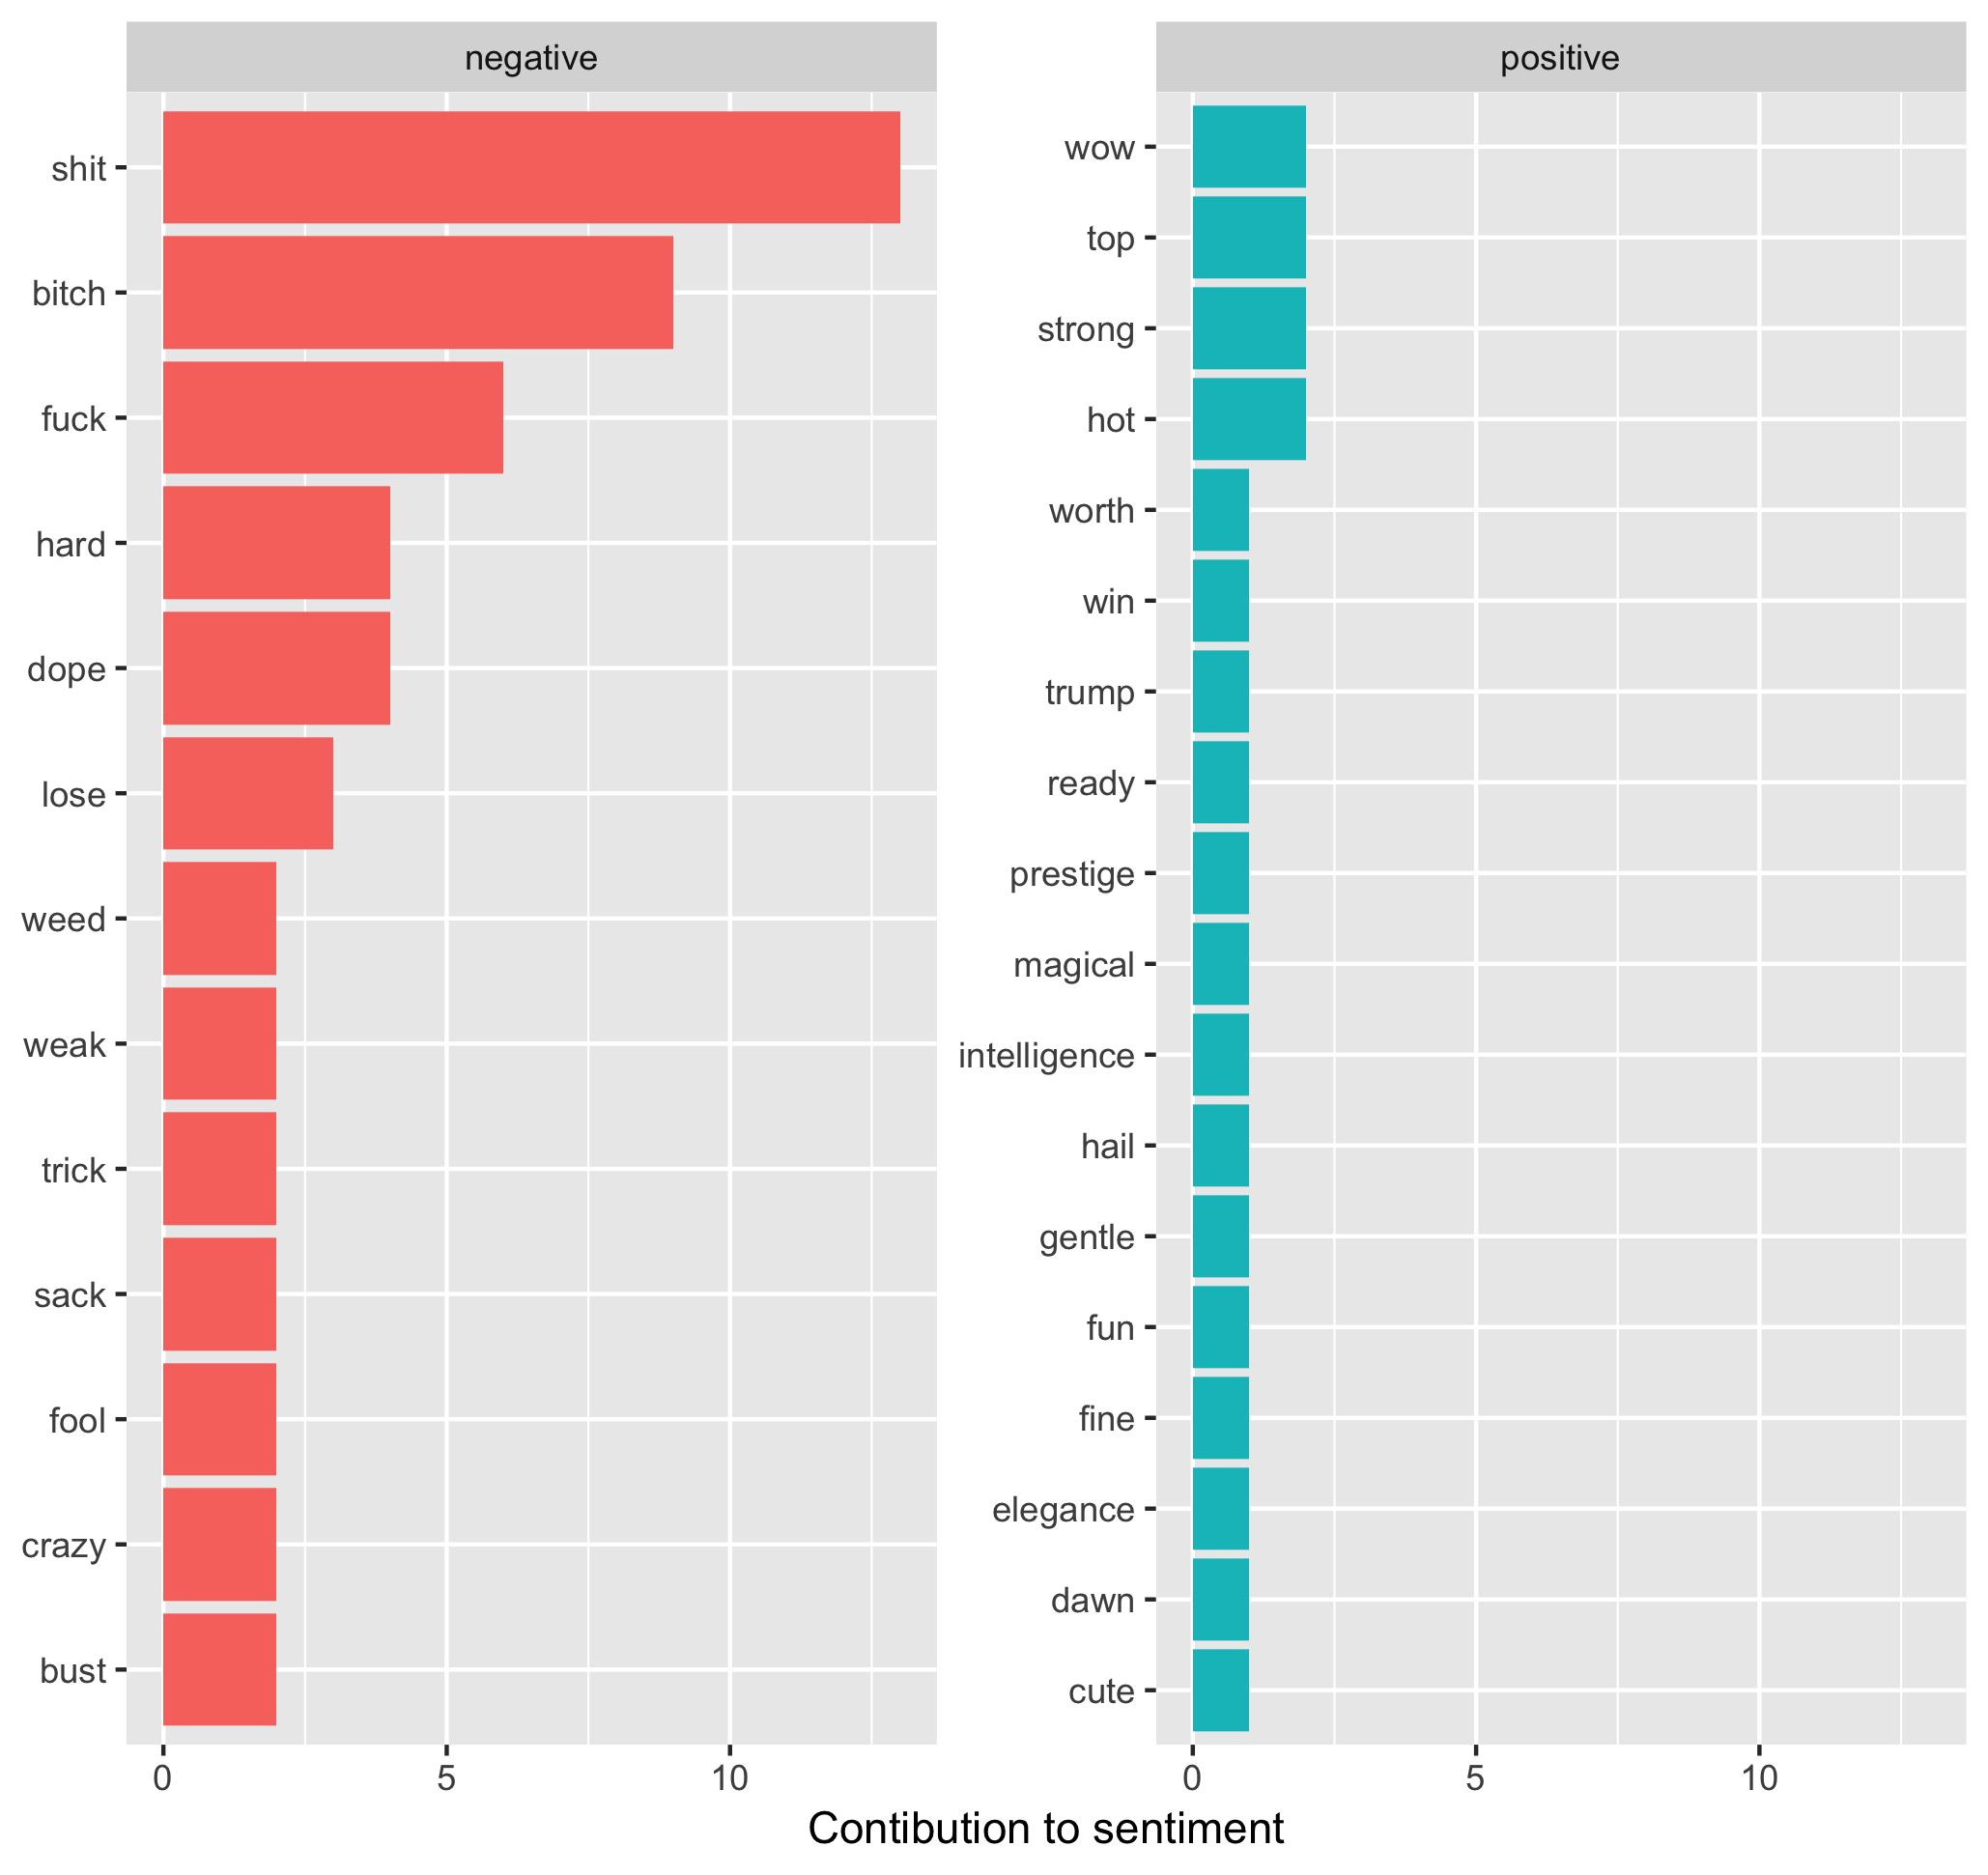 negative
shit
bitch
fuck
hard
dope
lose
weed
weak
trick
sack
fool
crazy
bust
0 5 10
positive
wow
top
strong
hot
worth
win
trump
ready
prestige
magical
intelligence
hail
gentle
fun
fine
elegance
dawn
cute
0 5 10
Contibution to sentiment